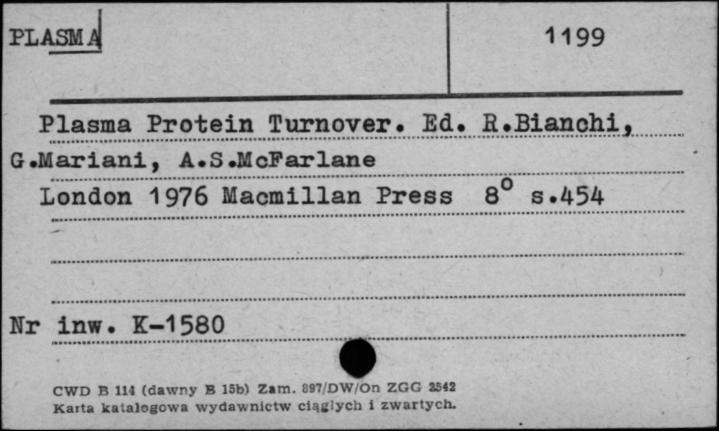 PLASMA
1199
Plasma Protein Turnover. Ed. R.Bianchi,
G.Mariani, A.S.McFarlane
London 1976 Macmillan Press 8° s.454
Nr inw. K-1580
CWD B 114 (dawny B 15b) Zam. 897/DW/On ZGG 2542
Karta katalogowa wydawnictw ciągłych i zwartych.